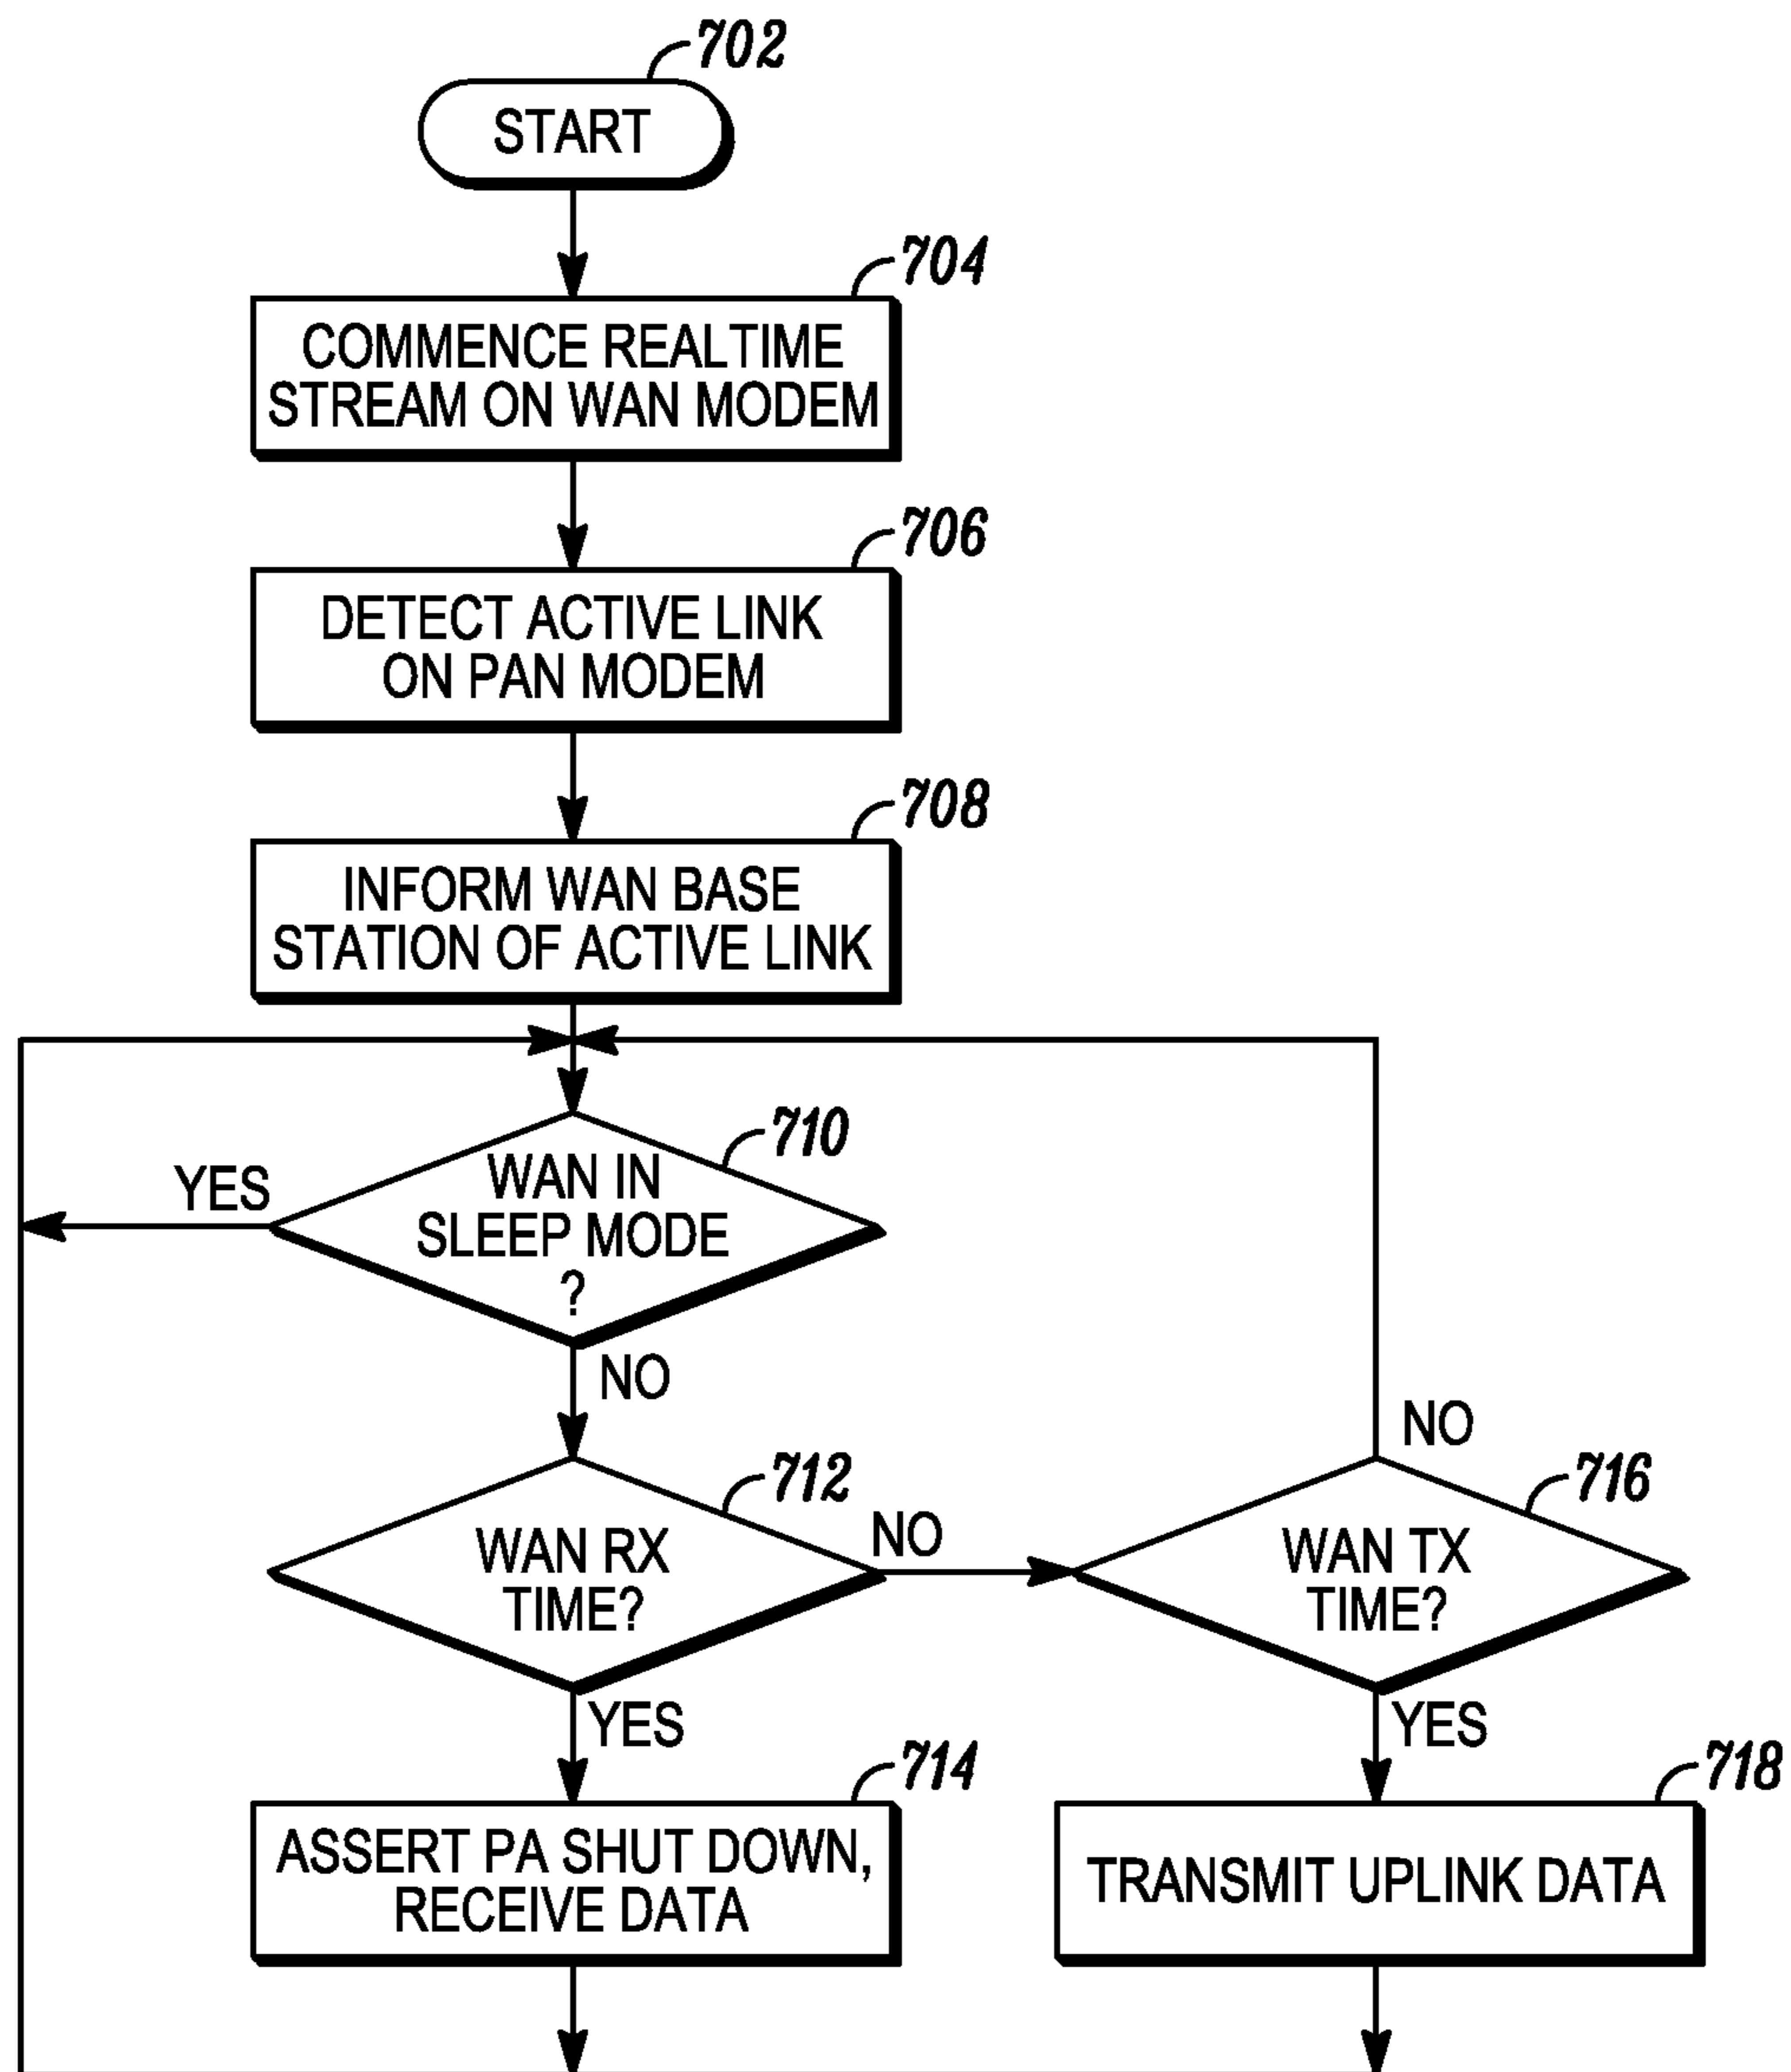 702
START
704
COMMENCE REALTIME
STREAM ON WAN MODEM
706
DETECT ACTIVE LINK
ON PAN MODEM
708
INFORM WAN BASE
STATION OF ACTIVE LINK
710
WAN IN
SLEEP MODE
?
YES
NO
712
WAN RX
TIME?
NO
YES
716
WAN TX
TIME?
NO
YES
714
ASSERT PA SHUT DOWN,
RECEIVE DATA
718
TRANSMIT UPLINK DATA